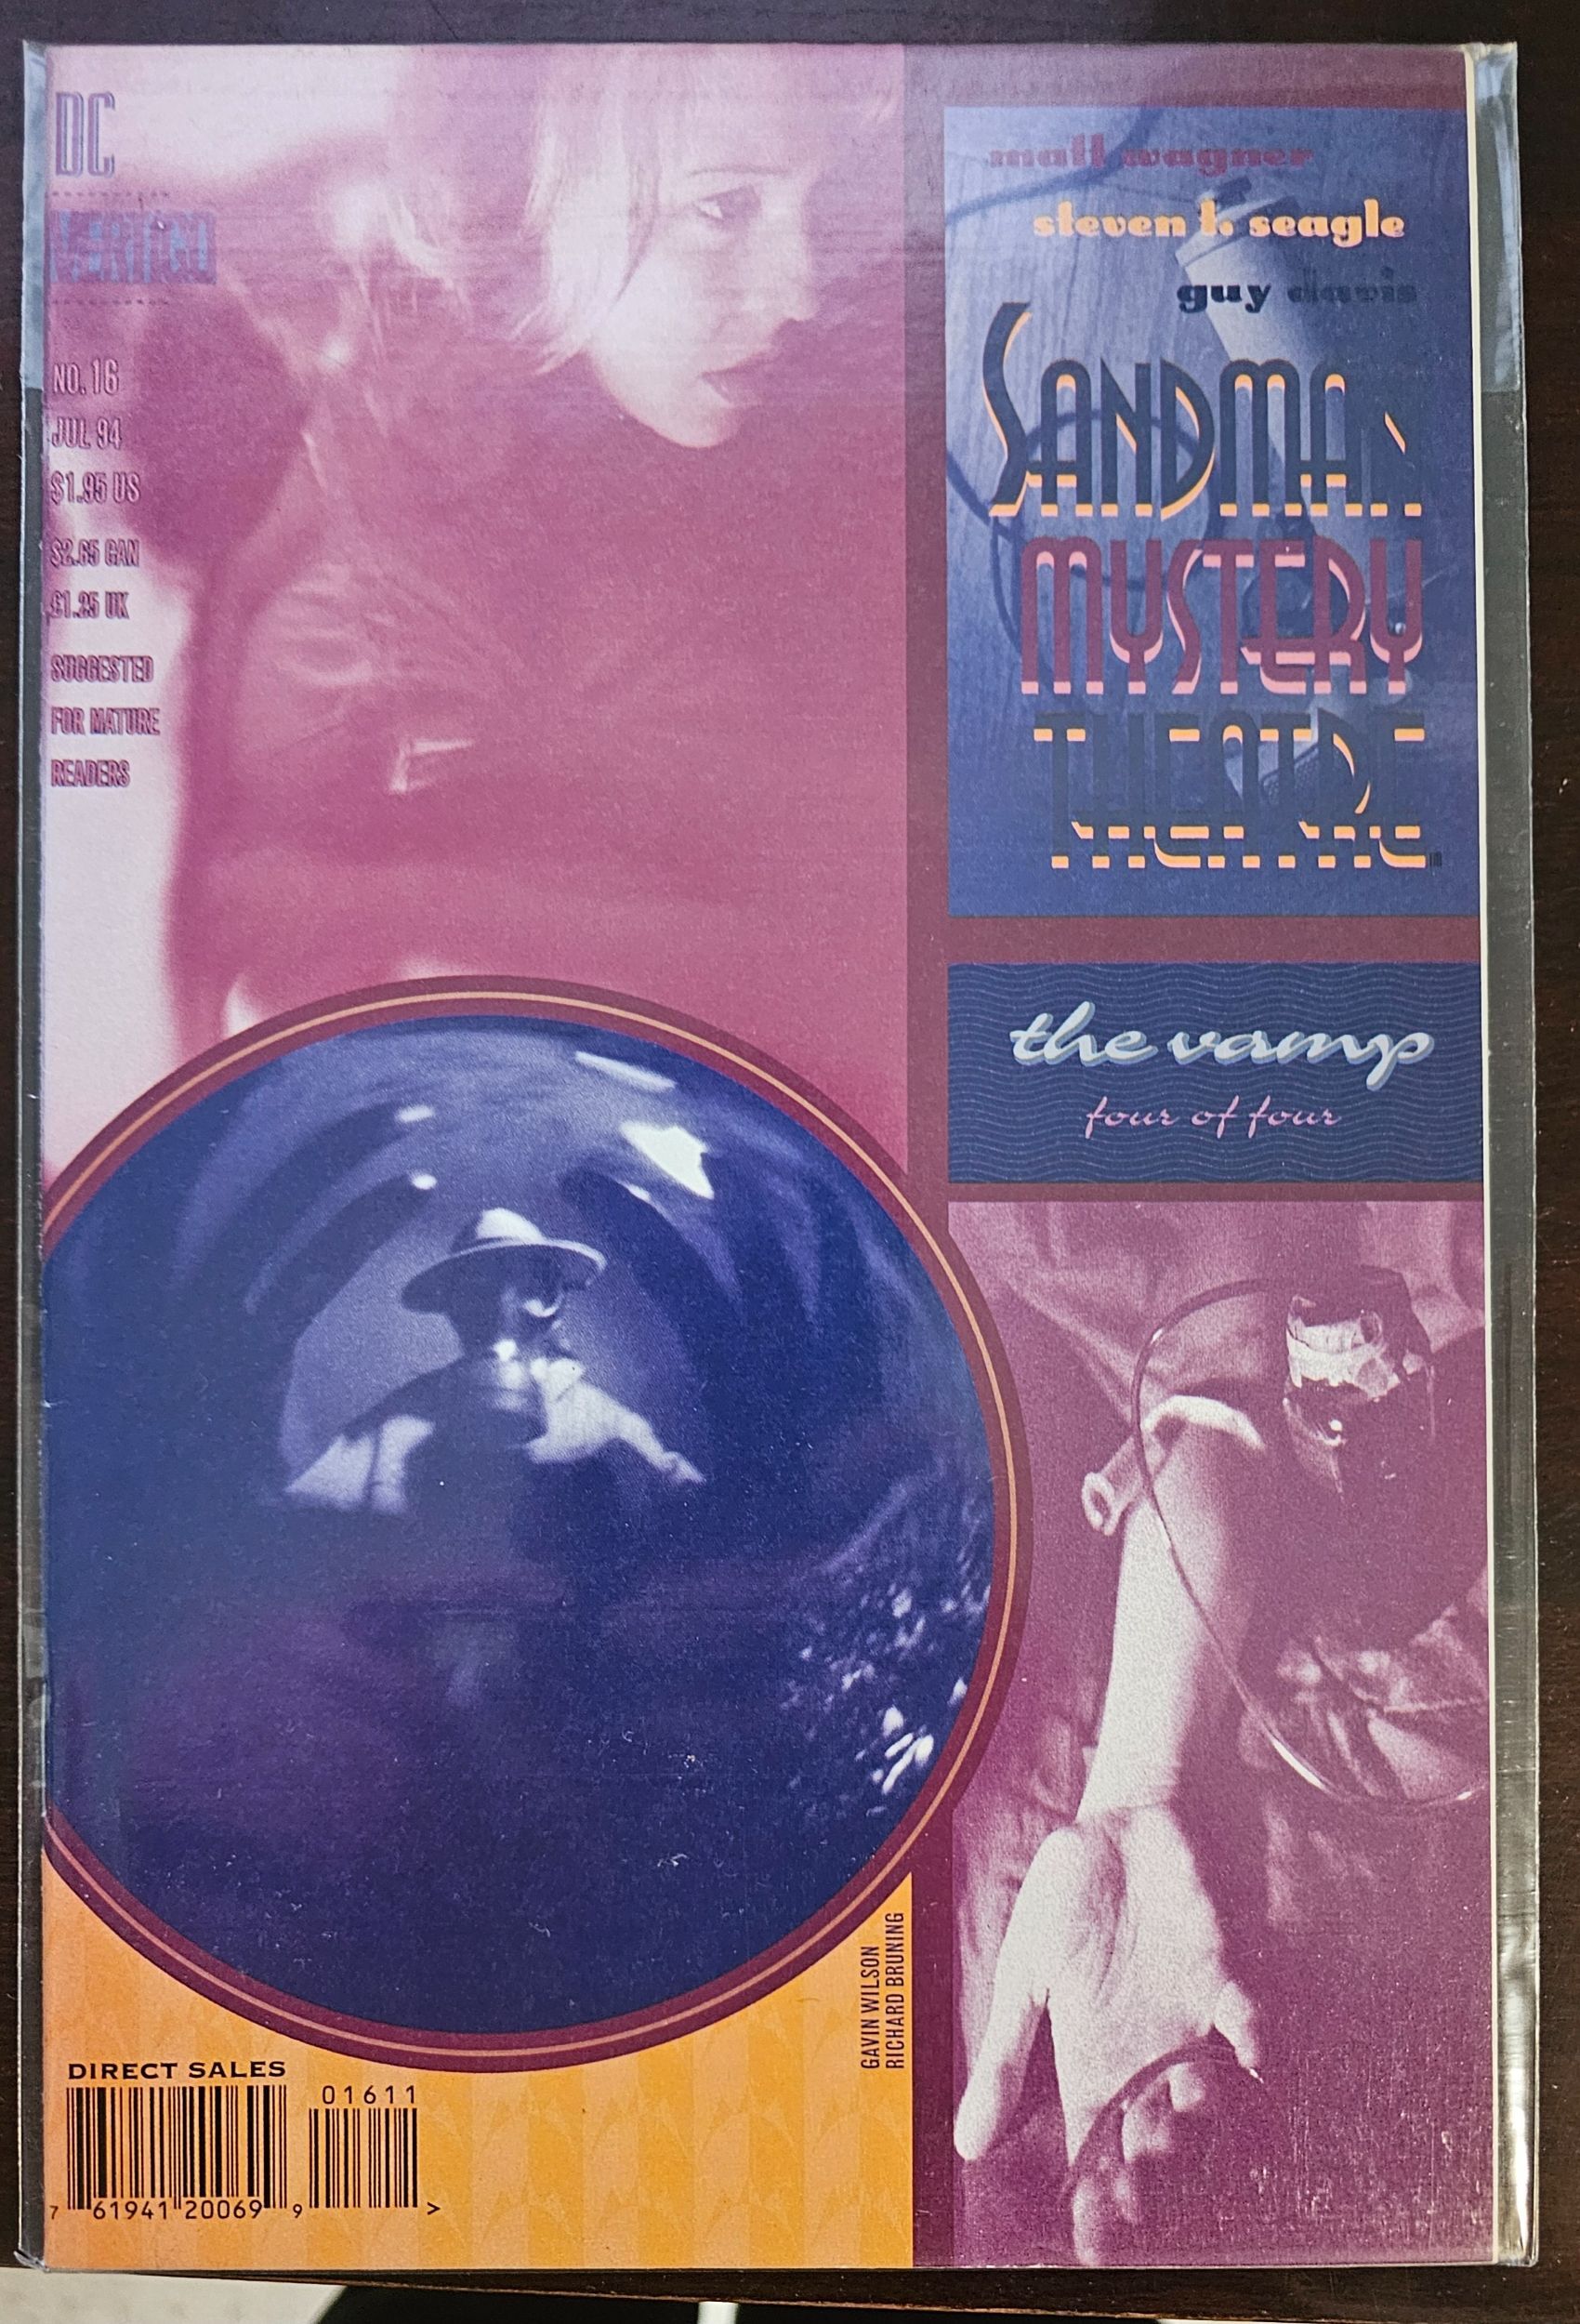 DC
VERTIGO
NO. 16
JUL 94
$1.95 US
$2.65 CAN
£1.25 UK
SUGGESTED
FOR MATURE
READERS
matt wagner
steven t. seagle
guy davis
SANDMAN
MYSTERY
THEATRE
TM
the vamp
four of four
GAVIN WILSON
RICHARD BRUNING
DIRECT SALES
01611
7 61941 20069 9 >